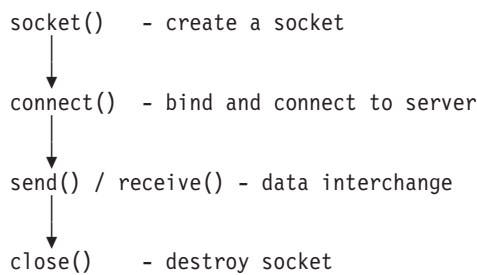 socket() - create a socket
connect() - bind and connect to server
send() / receive() - data interchange
close() - destroy socket